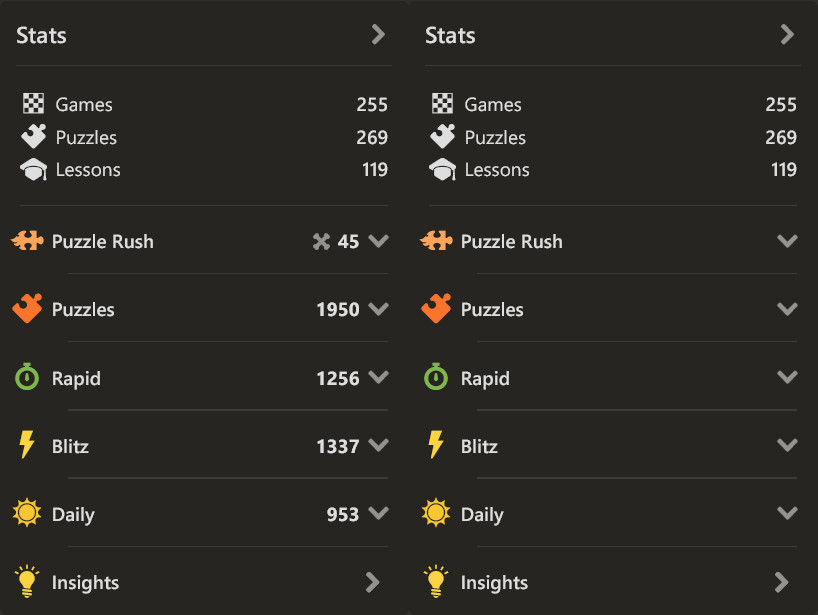 Stats
Games 255
Puzzles 269
Lessons 119
Puzzle Rush 45
Puzzles 1950
Rapid 1256
Blitz 1337
Daily 953
Insights
Stats
Games 255
Puzzles 269
Lessons 119
Puzzle Rush
Puzzles
Rapid
Blitz
Daily
Insights